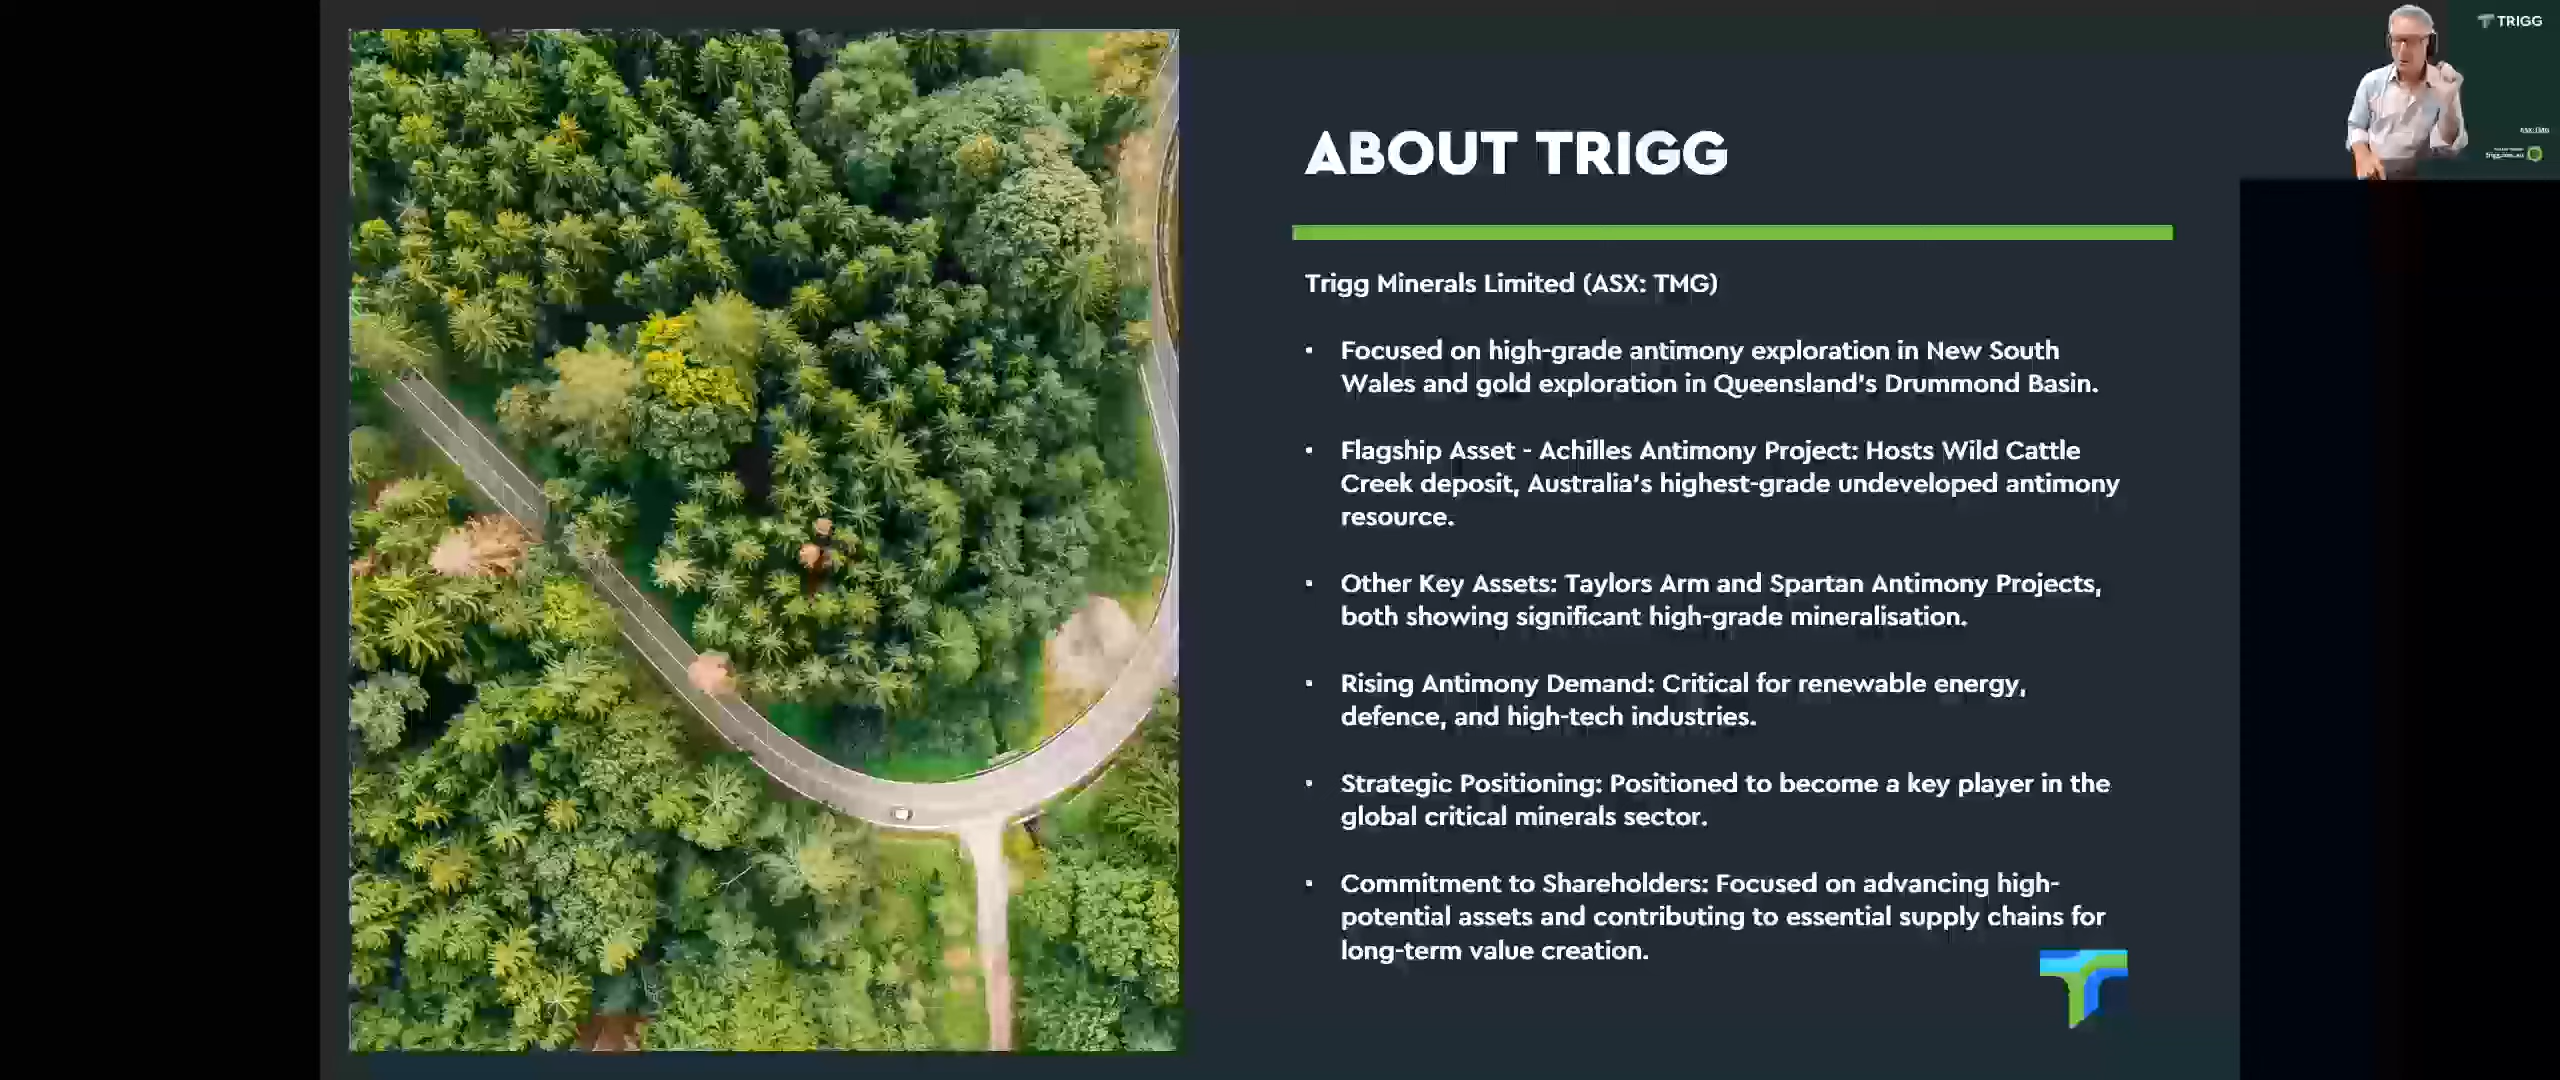 TRIGG
ABOUT TRIGG
Trigg Minerals Limited (ASX: TMG)
• Focused on high-grade antimony exploration in New South
Wales and gold exploration in Queensland's Drummond Basin.
• Flagship Asset - Achilles Antimony Project: Hosts Wild Cattle
Creek deposit, Australia's highest-grade undeveloped antimony
resource.
• Other Key Assets: Taylors Arm and Spartan Antimony Projects,
both showing significant high-grade mineralisation.
• Rising Antimony Demand: Critical for renewable energy,
defence, and high-tech industries.
• Strategic Positioning: Positioned to become a key player in the
global critical minerals sector.
• Commitment to Shareholders: Focused on advancing high-
potential assets and contributing to essential supply chains for
long-term value creation.